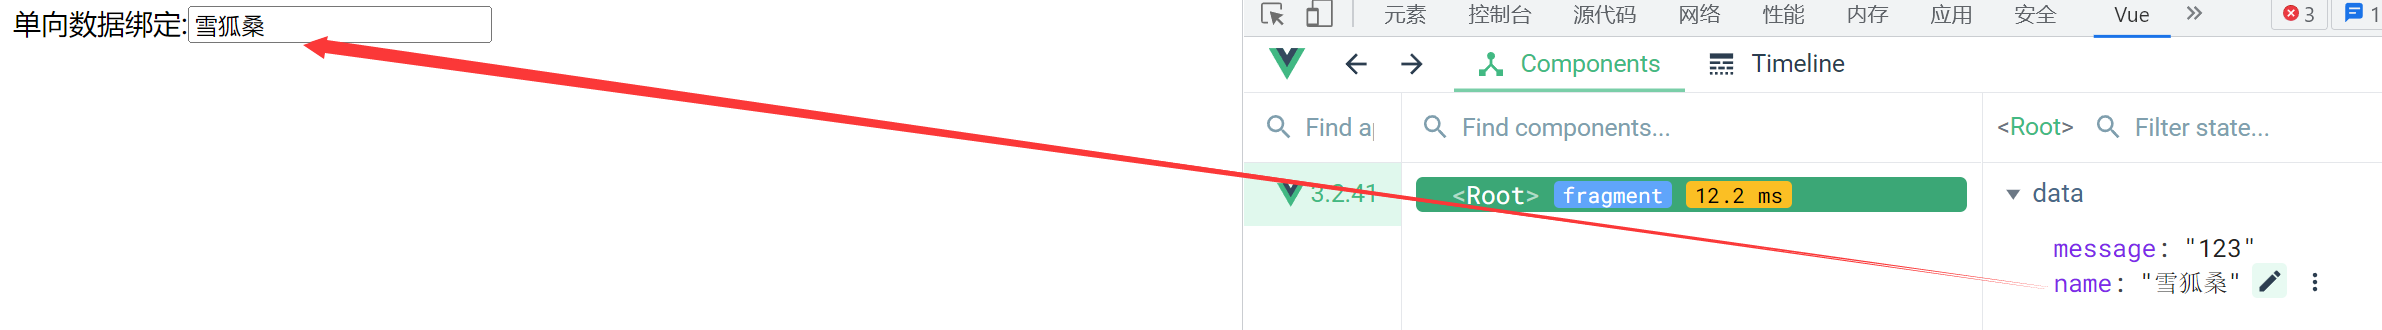 单向数据绑定:雪狐桑
元素 控制台 源代码 网络 性能 内存 应用 安全 Vue 3 1
Components Timeline
Find Find components... <Root> Filter state...
3.2.41 <Root> fragment 12.2 ms data
message: "123"
name: "雪狐桑"